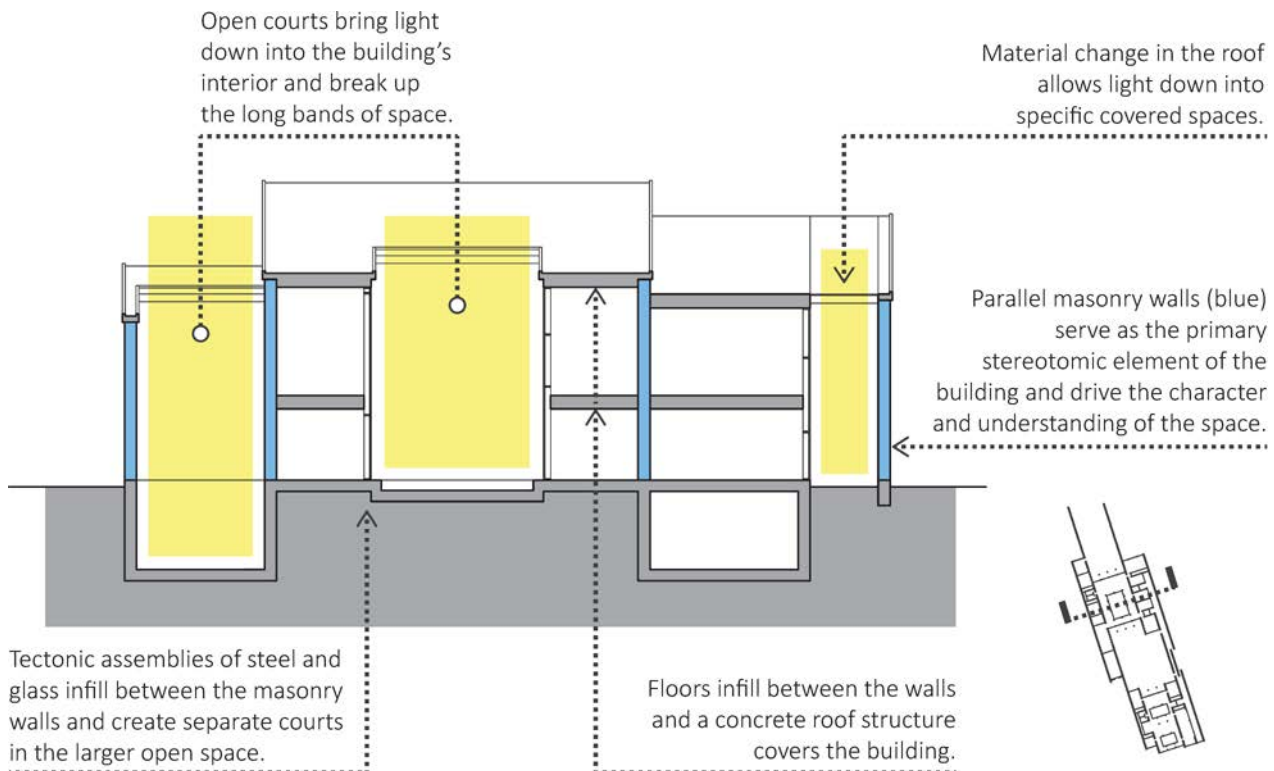 Open courts bring light
down into the building’s
interior and break up
the long bands of space.
Material change in the roof
allows light down into
specific covered spaces.
Parallel masonry walls (blue)
serve as the primary
stereotomic element of the
building and drive the character
and understanding of the space.
Tectonic assemblies of steel and
glass infill between the masonry
walls and create separate courts
in the larger open space.
Floors infill between the walls
and a concrete roof structure
covers the building.